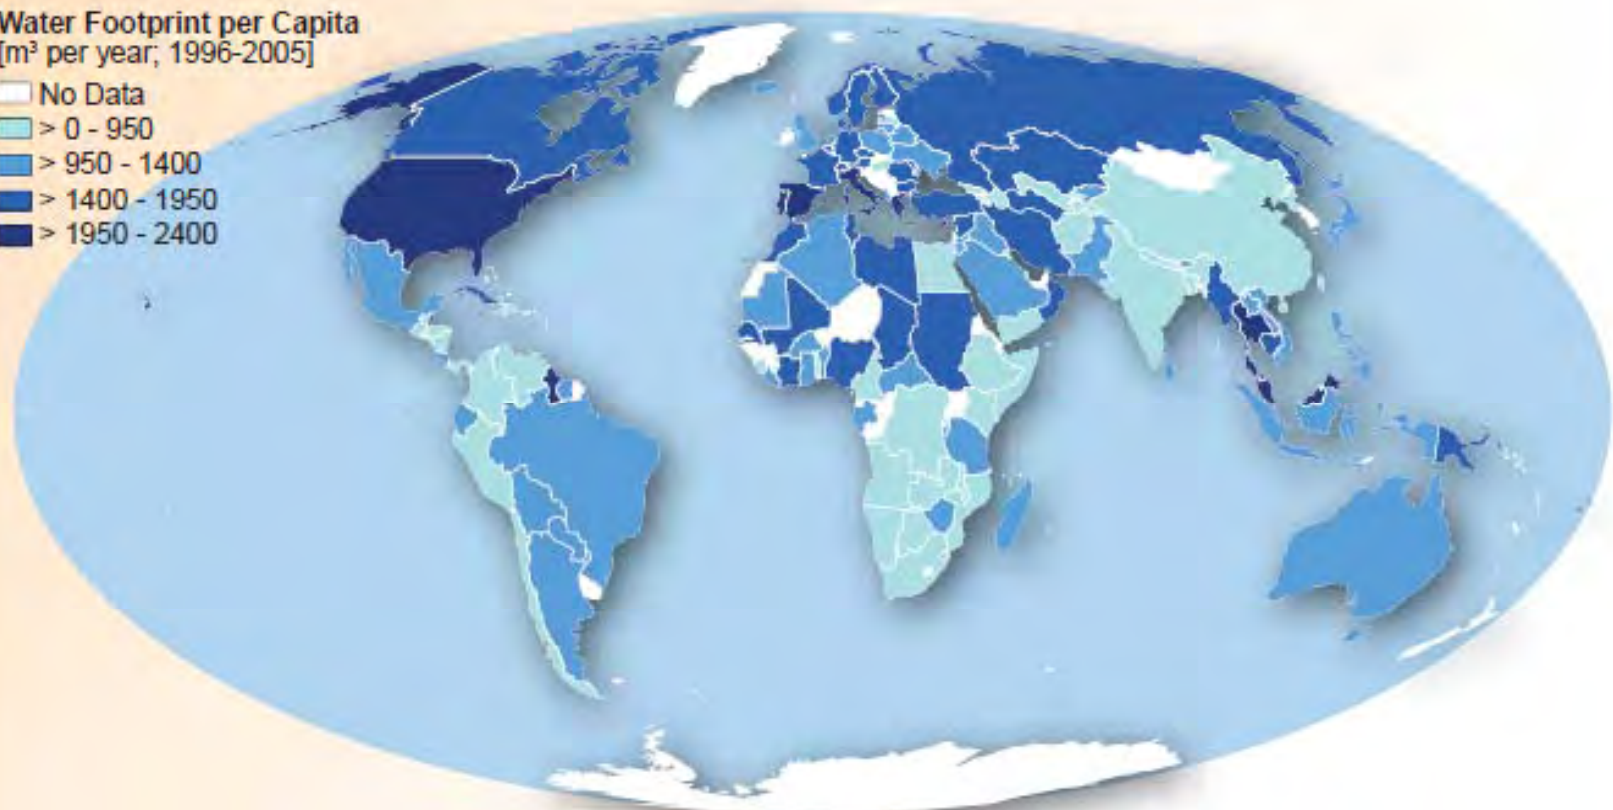 Water Footprint per Capita
[m³ per year; 1996-2005]
No Data
> 0 - 950
> 950 - 1400
> 1400 - 1950
> 1950 - 2400